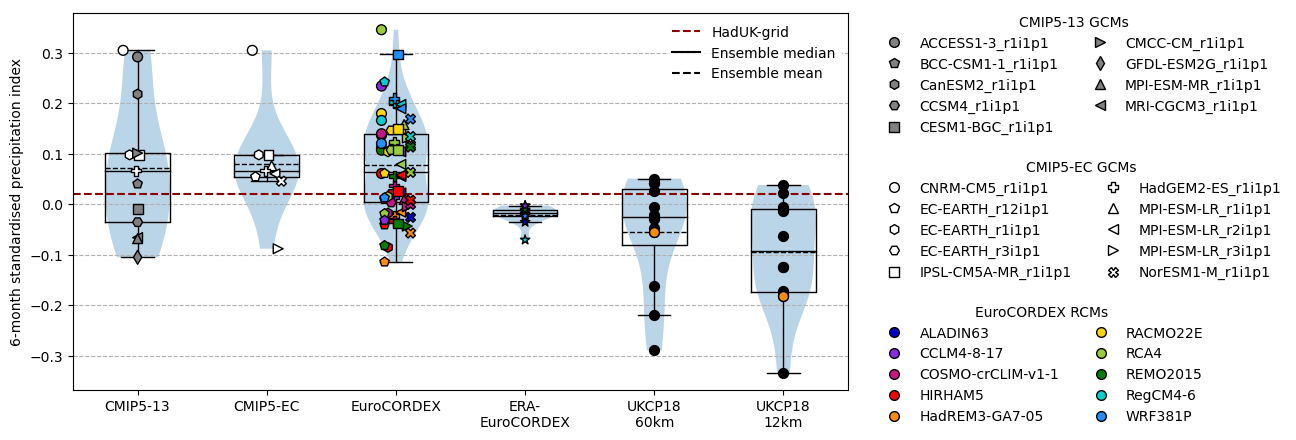 6-month standardised precipitation index
0.3
0.2
0.1
0.0
−0.1
−0.2
−0.3
HadUK-grid
Ensemble median
Ensemble mean
CMIP5-13
CMIP5-EC
EuroCORDEX
ERA-
EuroCORDEX
UKCP18
60km
UKCP18
12km
CMIP5-13 GCMs
ACCESS1-3_r1i1p1
BCC-CSM1-1_r1i1p1
CanESM2_r1i1p1
CCSM4_r1i1p1
CESM1-BGC_r1i1p1
CMCC-CM_r1i1p1
GFDL-ESM2G_r1i1p1
MPI-ESM-MR_r1i1p1
MRI-CGCM3_r1i1p1
CMIP5-EC GCMs
CNRM-CM5_r1i1p1
EC-EARTH_r12i1p1
EC-EARTH_r1i1p1
EC-EARTH_r3i1p1
IPSL-CM5A-MR_r1i1p1
HadGEM2-ES_r1i1p1
MPI-ESM-LR_r1i1p1
MPI-ESM-LR_r2i1p1
MPI-ESM-LR_r3i1p1
NorESM1-M_r1i1p1
EuroCORDEX RCMs
ALADIN63
CCLM4-8-17
COSMO-crCLIM-v1-1
HIRHAM5
HadREM3-GA7-05
RACMO22E
RCA4
REMO2015
RegCM4-6
WRF381P